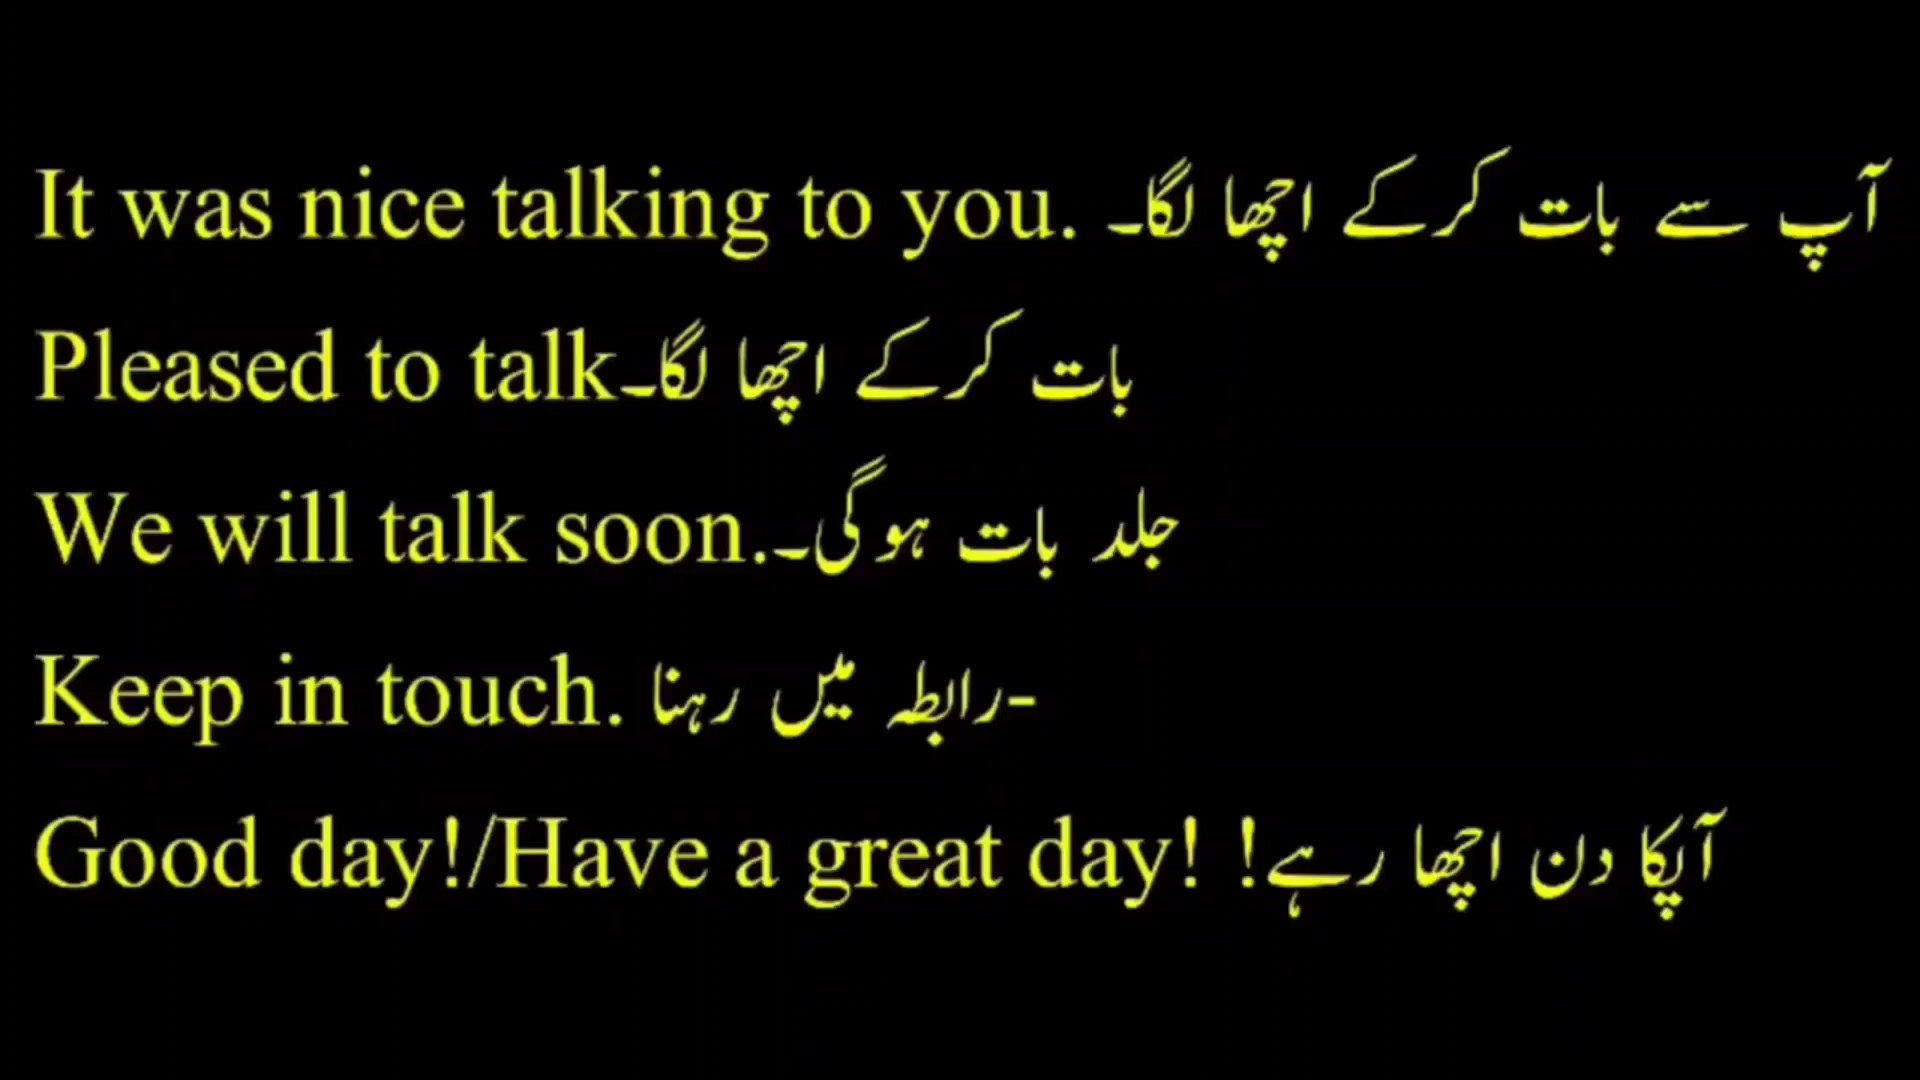 It was nice talking to you. آپ سے بات کرکے اچھا لگا۔
Pleased to talk بات کرکے اچھا لگا۔
We will talk soon. جلد بات ہوگی۔
Keep in touch. رابطہ میں رہنا-
Good day!/Have a great day! آپکا دن اچھا رہے!